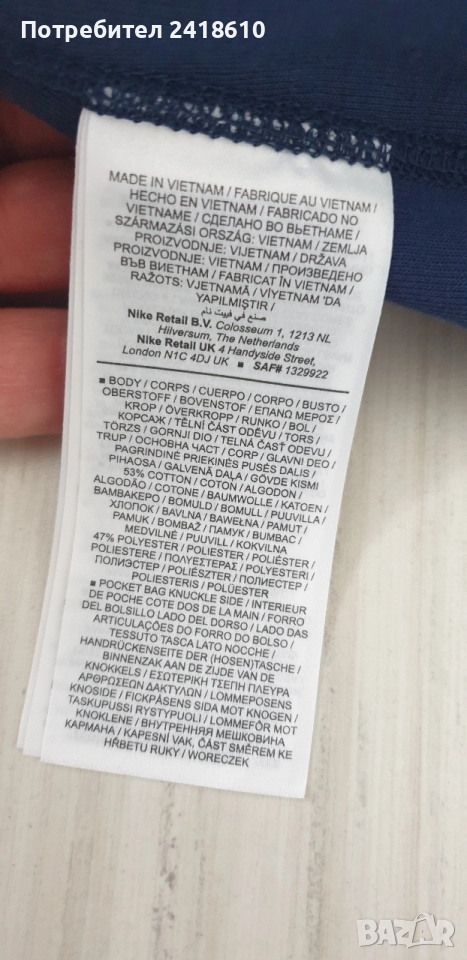 Потребител 2418610
MADE IN VIETNAM / FABRIQUE AU VIETNAM /
HECHO EN VIETNAM / FABRICADO NO
VIETNAME / СДЕЛАНО ВО ВЬЕТНАМЕ /
SZÁRMAZÁSI ORSZÁG: VIETNAM / ZEMLJA
PROIZVODNJE: VIJETNAM / DRŽAVA
PROIZVODNJE: VIETNAM / ПРОИЗВЕДЕНО
ВЪВ ВИЕТНАМ / FABRICAT ÎN VIETNAM /
RAŽOTS: VJETNAMĀ / VİYETNAM 'DA
YAPILMIŞTIR /
صنع في فييت نام
Nike Retail B.V. Colosseum 1, 1213 NL
Hilversum, The Netherlands
Nike Retail UK 4 Handyside Street,
London N1C 4DJ UK ■ SAF# 1329922
■ BODY / CORPS / CUERPO / CORPO / BUSTO /
OBERSTOFF / BOVENSTOF / ΕΠΑΝΩ ΜΕΡΟΣ /
KROP / ÖVERKROPP / RUNKO / BOL /
КОРСАЖ / TĚLNÍ ČÁST ODĚVU / TORS /
TÖRZS / GORNJI DIO / TELNÁ ČASŤ ODEVU /
TRUP / ОСНОВНА ЧАСТ / CORP / GLAVNI DEO /
PAGRINDINĖ PRIEKINĖS PUSĖS DALIS /
PIHAOSA / GALVENĀ DAĻA / GÖVDE KISMI
53% COTTON / COTON / ALGODÓN /
ALGODÃO / COTONE / BAUMWOLLE / KATOEN /
ΒΑΜΒΑΚΕΡΟ / BOMULD / BOMULL / PUUVILLA /
ХЛОПОК / BAVLNA / BAWEŁNA / PAMUT /
PAMUK / BOMBAŽ / ПАМУК / BUMBAC /
MEDVILNĖ / PUUVILL / KOKVILNA
47% POLYESTER / POLIESTER / POLIÉSTER /
POLIESTERE / ΠΟΛΥΕΣΤΕΡΑΣ / POLYESTERI /
ПОЛИЭСТЕР / POLIÉSZTER / ПОЛИЕСТЕР /
POLIESTERIS / POLÜESTER
■ POCKET BAG KNUCKLE SIDE / INTERIEUR
DE POCHE COTE DOS DE LA MAIN / FORRO
DEL BOLSILLO LADO DEL DORSO / LADO DAS
ARTICULAÇÕES DO FORRO DO BOLSO /
TESSUTO TASCA LATO NOCCHE /
HANDRÜCKENSEITE DER (HOSEN)TASCHE /
BINNENZAK AAN DE ZIJDE VAN DE
KNOKKELS / ΕΣΩΤΕΡΙΚΗ ΤΣΕΠΗ ΠΛΕΥΡΑ
ΑΡΘΡΩΣΕΩΝ ΔΑΚΤΥΛΩΝ / LOMMEPOSENS
KNOSIDE / FICKPÅSENS SIDA MOT KNOGEN /
TASKUPUSSI RYSTYPUOLI / LOMMEFÔR MOT
KNOKLENE / ВНУТРЕННЯЯ МЕШКОВИНА
КАРМАНА / KAPESNÍ VAK, ČÁST SMĚREM KE
HŘBETU RUKY / WORECZEK
BAZAR